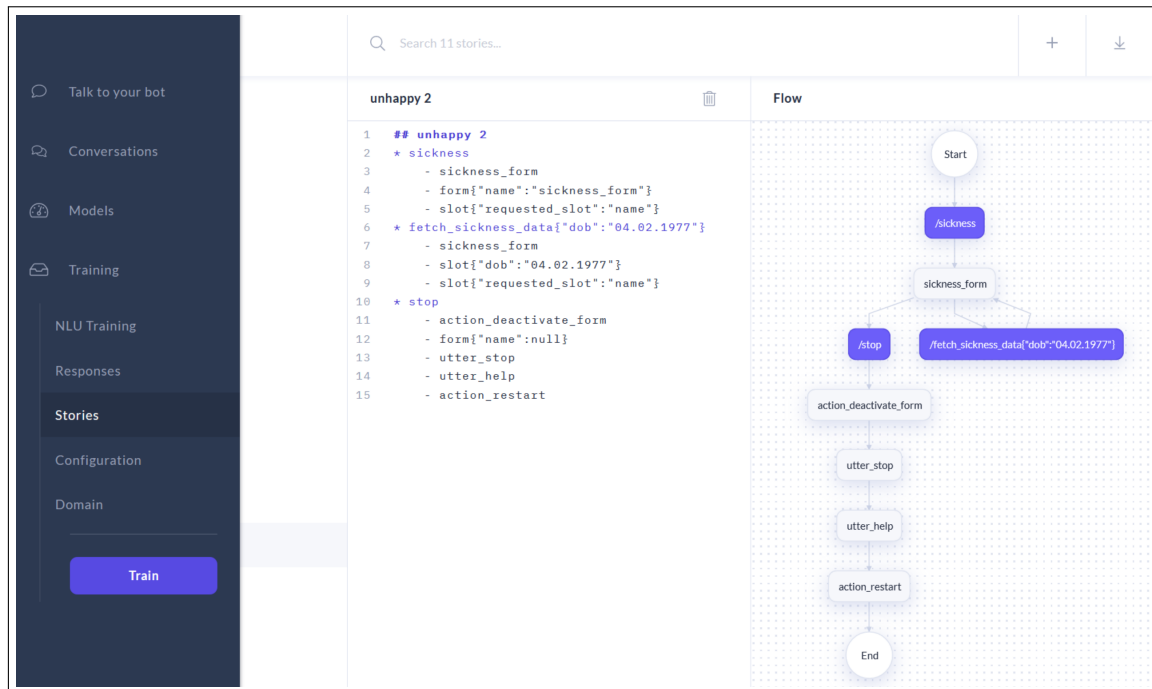 Talk to your bot
Conversations
Models
Training
NLU Training
Responses
Stories
Configuration
Domain
Train
Search 11 stories...
unhappy 2
1 ## unhappy 2
2 * sickness
3     - sickness_form
4     - form{"name":"sickness_form"}
5     - slot{"requested_slot":"name"}
6 * fetch_sickness_data{"dob":"04.02.1977"}
7     - sickness_form
8     - slot{"dob":"04.02.1977"}
9     - slot{"requested_slot":"name"}
10 * stop
11     - action_deactivate_form
12     - form{"name":null}
13     - utter_stop
14     - utter_help
15     - action_restart
Flow
Start
/sickness
sickness_form
/stop
/fetch_sickness_data{"dob":"04.02.1977"}
action_deactivate_form
utter_stop
utter_help
action_restart
End